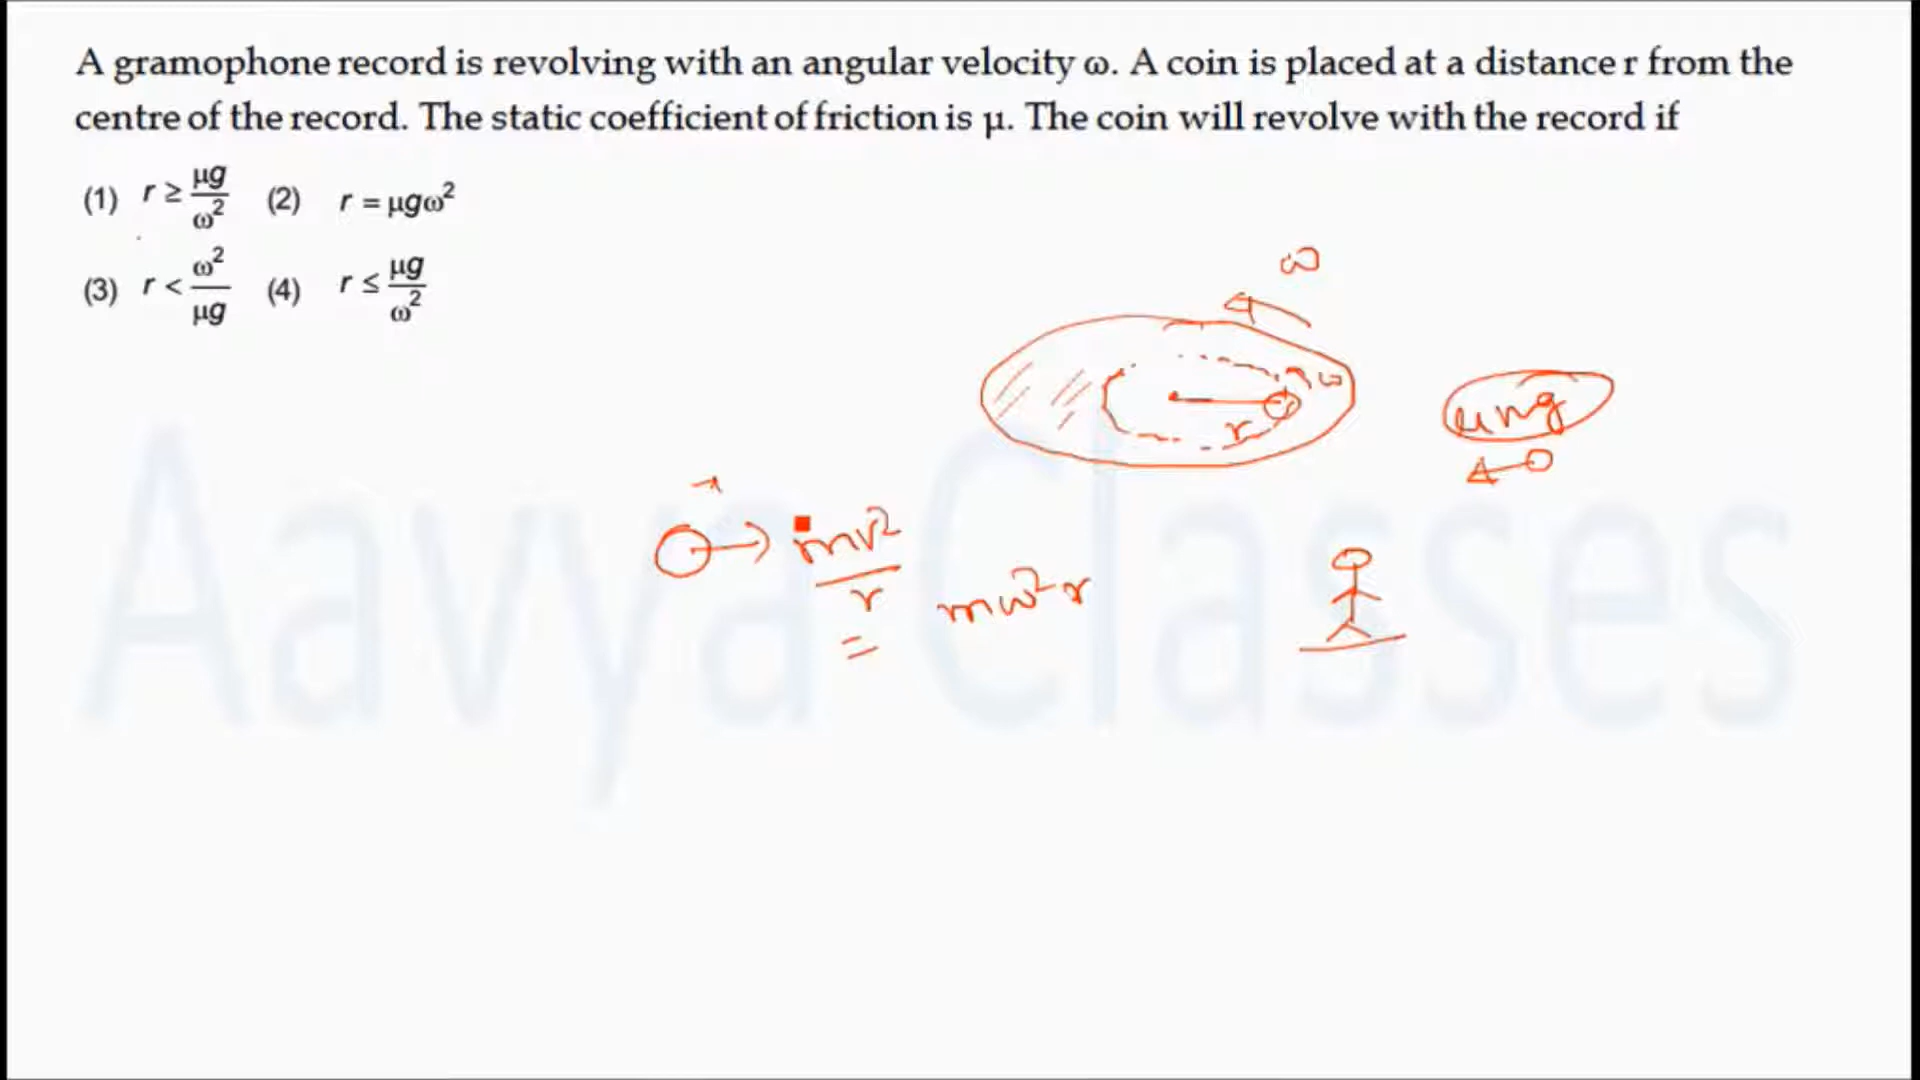 A gramophone record is revolving with an angular velocity ω. A coin is placed at a distance r from the
centre of the record. The static coefficient of friction is μ. The coin will revolve with the record if
(1) r ≥ μg/ω² (2) r = μgω²
(3) r < ω²/μg (4) r ≤ μg/ω²
ω
ω
r
μmg
mv²/r
= mω²r
Aavya Classes